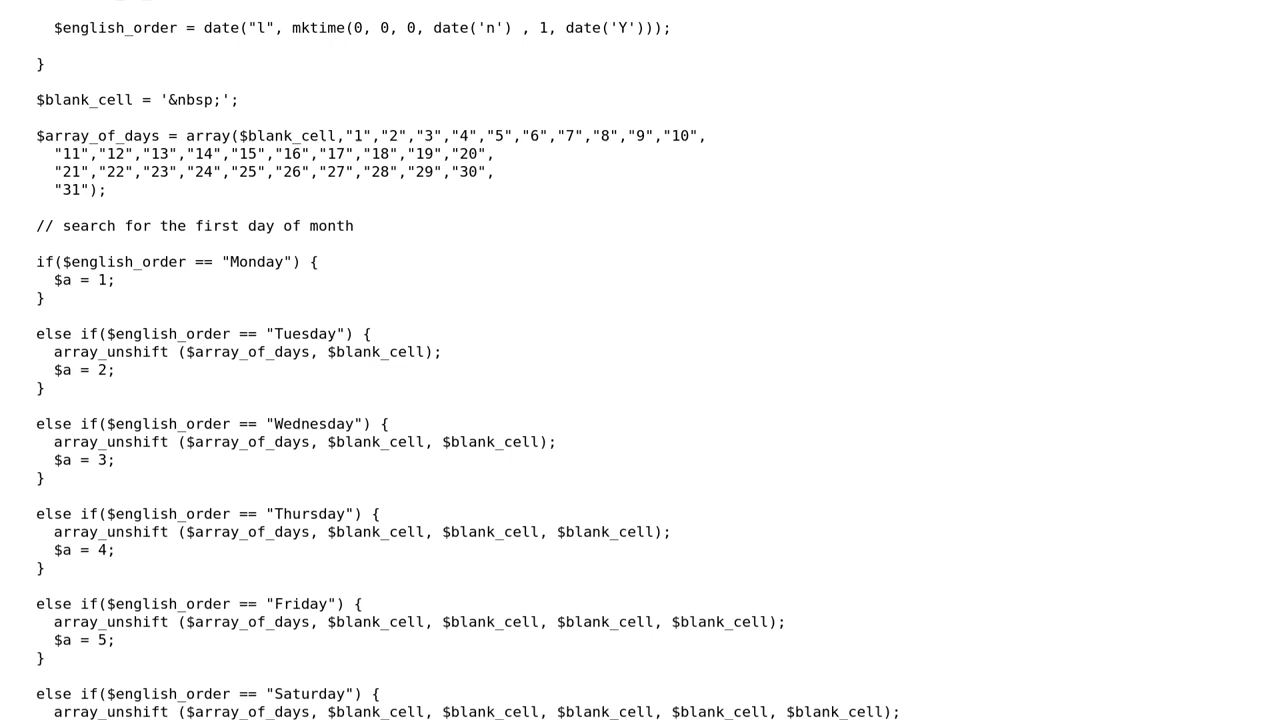 $english_order = date("l", mktime(0, 0, 0, date('n') , 1, date('Y')));
}
$blank_cell = '&nbsp;';
$array_of_days = array($blank_cell,"1","2","3","4","5","6","7","8","9","10",
"11","12","13","14","15","16","17","18","19","20",
"21","22","23","24","25","26","27","28","29","30",
"31");
// search for the first day of month
if($english_order == "Monday") {
$a = 1;
}
else if($english_order == "Tuesday") {
array_unshift ($array_of_days, $blank_cell);
$a = 2;
}
else if($english_order == "Wednesday") {
array_unshift ($array_of_days, $blank_cell, $blank_cell);
$a = 3;
}
else if($english_order == "Thursday") {
array_unshift ($array_of_days, $blank_cell, $blank_cell, $blank_cell);
$a = 4;
}
else if($english_order == "Friday") {
array_unshift ($array_of_days, $blank_cell, $blank_cell, $blank_cell, $blank_cell);
$a = 5;
}
else if($english_order == "Saturday") {
array_unshift ($array_of_days, $blank_cell, $blank_cell, $blank_cell, $blank_cell, $blank_cell);